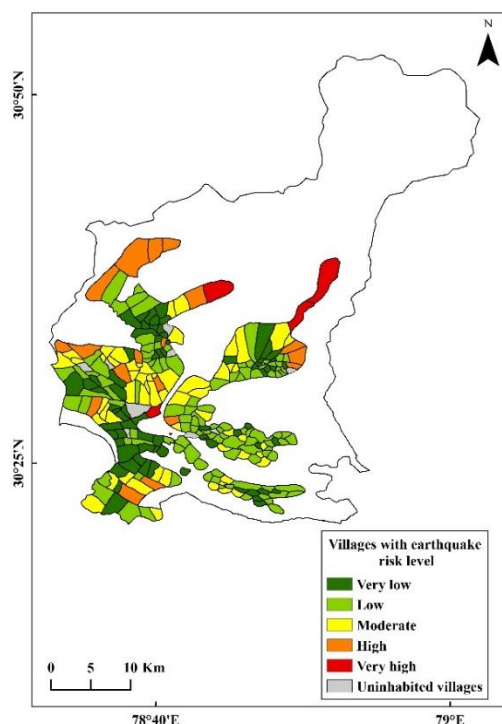 N
30°50'N
30°25'N
Villages with earthquake
risk level
Very low
Low
Moderate
High
Very high
Uninhabited villages
0 5 10 Km
78°40'E
79°E